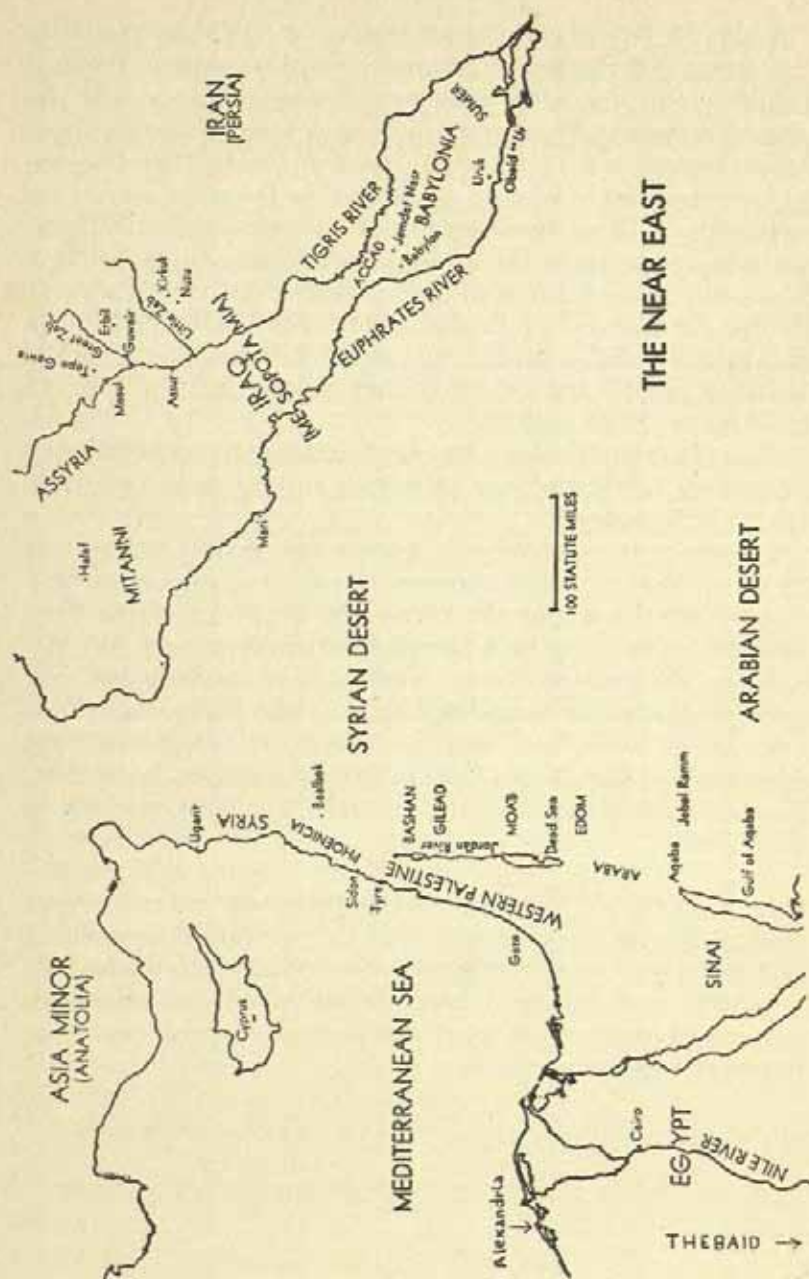 ASIA MINOR
(ANATOLIA)
Cyprus
MEDITERRANEAN SEA
Alexandria
EGYPT
Cairo
NILE RIVER
THEBAID
SINAI
Gaza
WESTERN PALESTINE
Sidon
Tyre
PHOENICIA
SYRIA
Ugarit
Baalbek
BASHAN
GILEAD
Jordan River
MOAB
Dead Sea
EDOM
ARABA
Aqaba
Jebel Ramm
Gulf of Aqaba
SYRIAN DESERT
ARABIAN DESERT
100 STATUTE MILES
THE NEAR EAST
Halaf
MITANNI
ASSYRIA
Mari
Tepe Gawra
Great Zab
Mosul
Erbil
Guwair
Assur
Little Zab
Kirkuk
Nuzu
IRAQ
(MESOPOTAMIA)
TIGRIS RIVER
EUPHRATES RIVER
ACCAD
Jemdet Nasr
Babylon
BABYLONIA
SUMER
Uruk
Obeid
Ur
IRAN
(PERSIA)